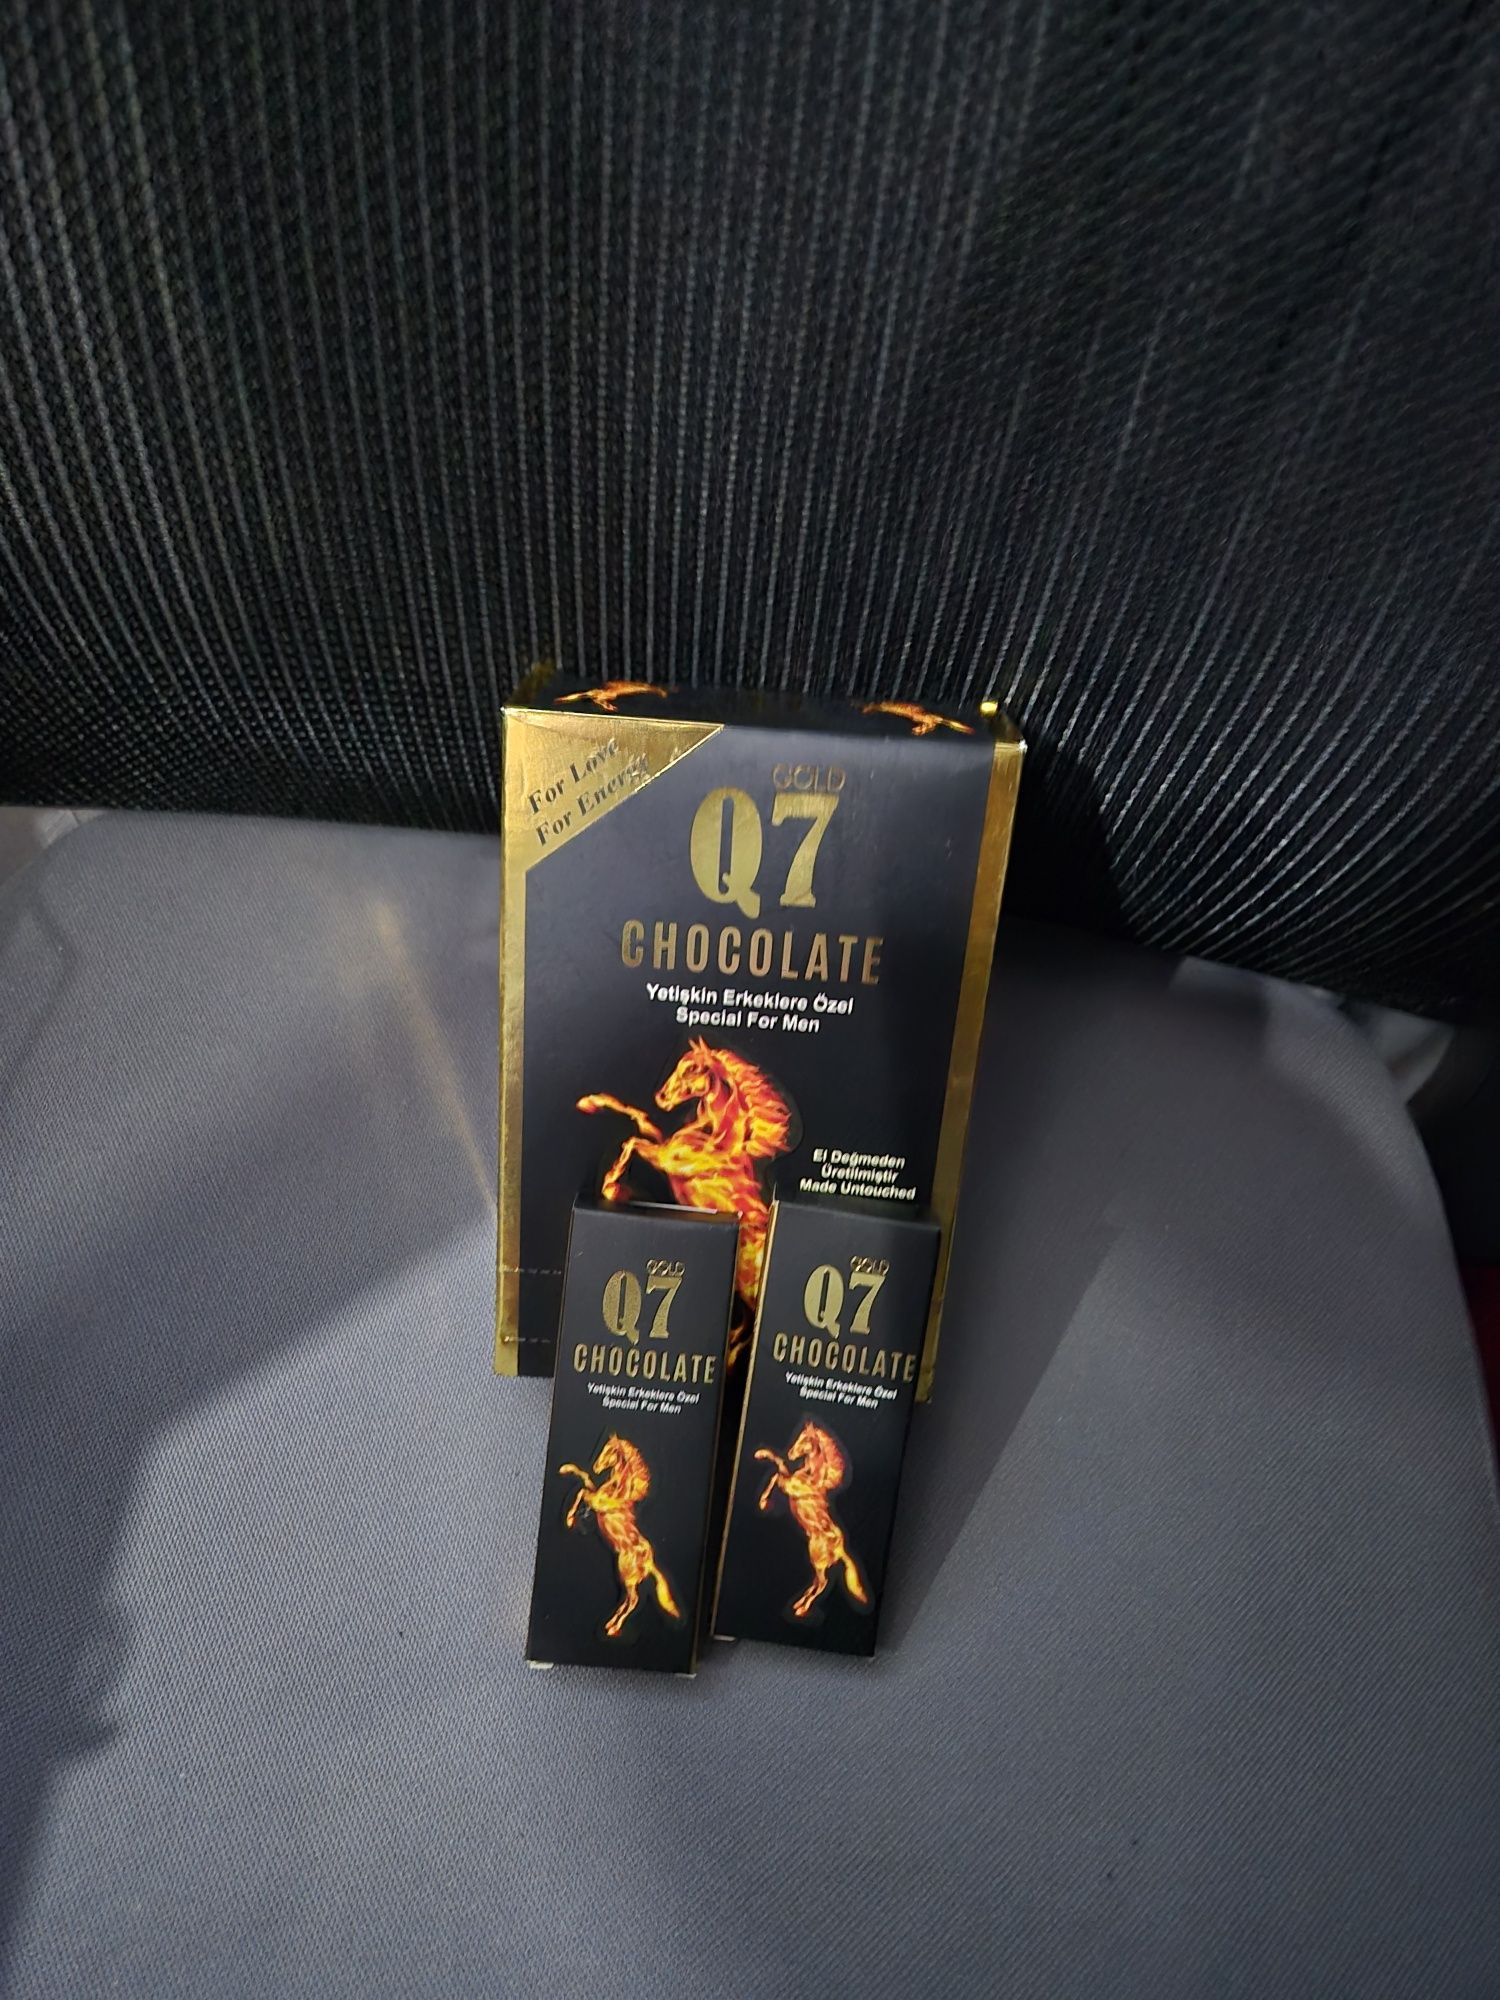 For Love
For Energy
GOLD
Q7
CHOCOLATE
Yetişkin Erkeklere Özel
Special For Men
El Değmeden
Üretilmiştir
Made Untouched
GOLD
Q7
CHOCOLATE
Yetişkin Erkeklere Özel
Special For Men
GOLD
Q7
CHOCOLATE
Yetişkin Erkeklere Özel
Special For Men